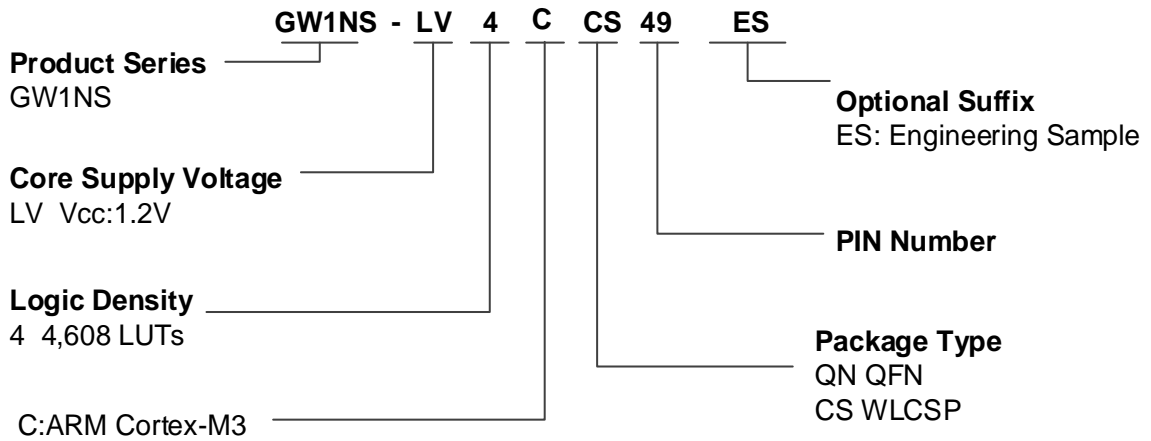 GW1NS - LV 4 C CS 49 ES
Product Series
GW1NS
Optional Suffix
ES: Engineering Sample
Core Supply Voltage
LV Vcc:1.2V
PIN Number
Logic Density
4 4,608 LUTs
Package Type
QN QFN
CS WLCSP
C:ARM Cortex-M3